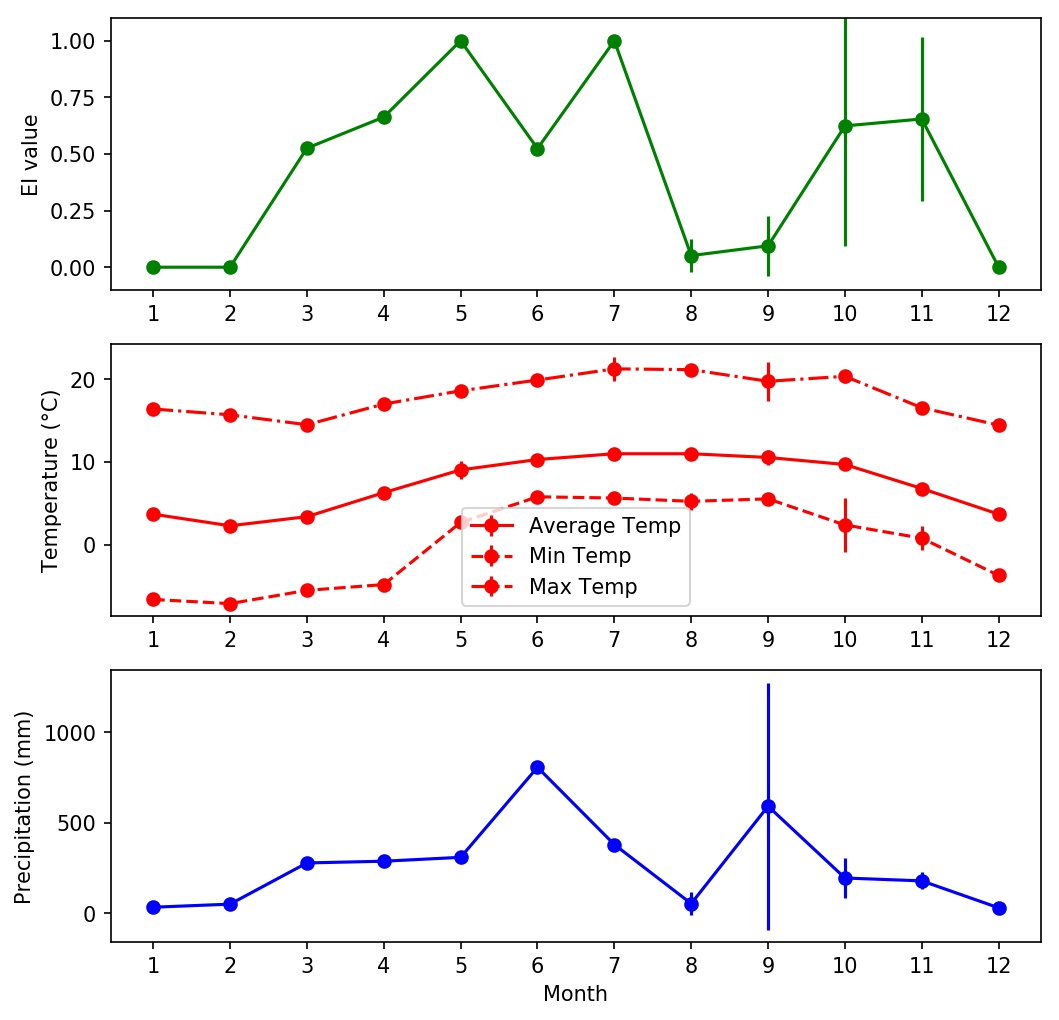 EI value
1.00
0.75
0.50
0.25
0.00
1 2 3 4 5 6 7 8 9 10 11 12
Temperature (°C)
20
10
0
Average Temp
Min Temp
Max Temp
1 2 3 4 5 6 7 8 9 10 11 12
Precipitation (mm)
1000
500
0
1 2 3 4 5 6 7 8 9 10 11 12
Month